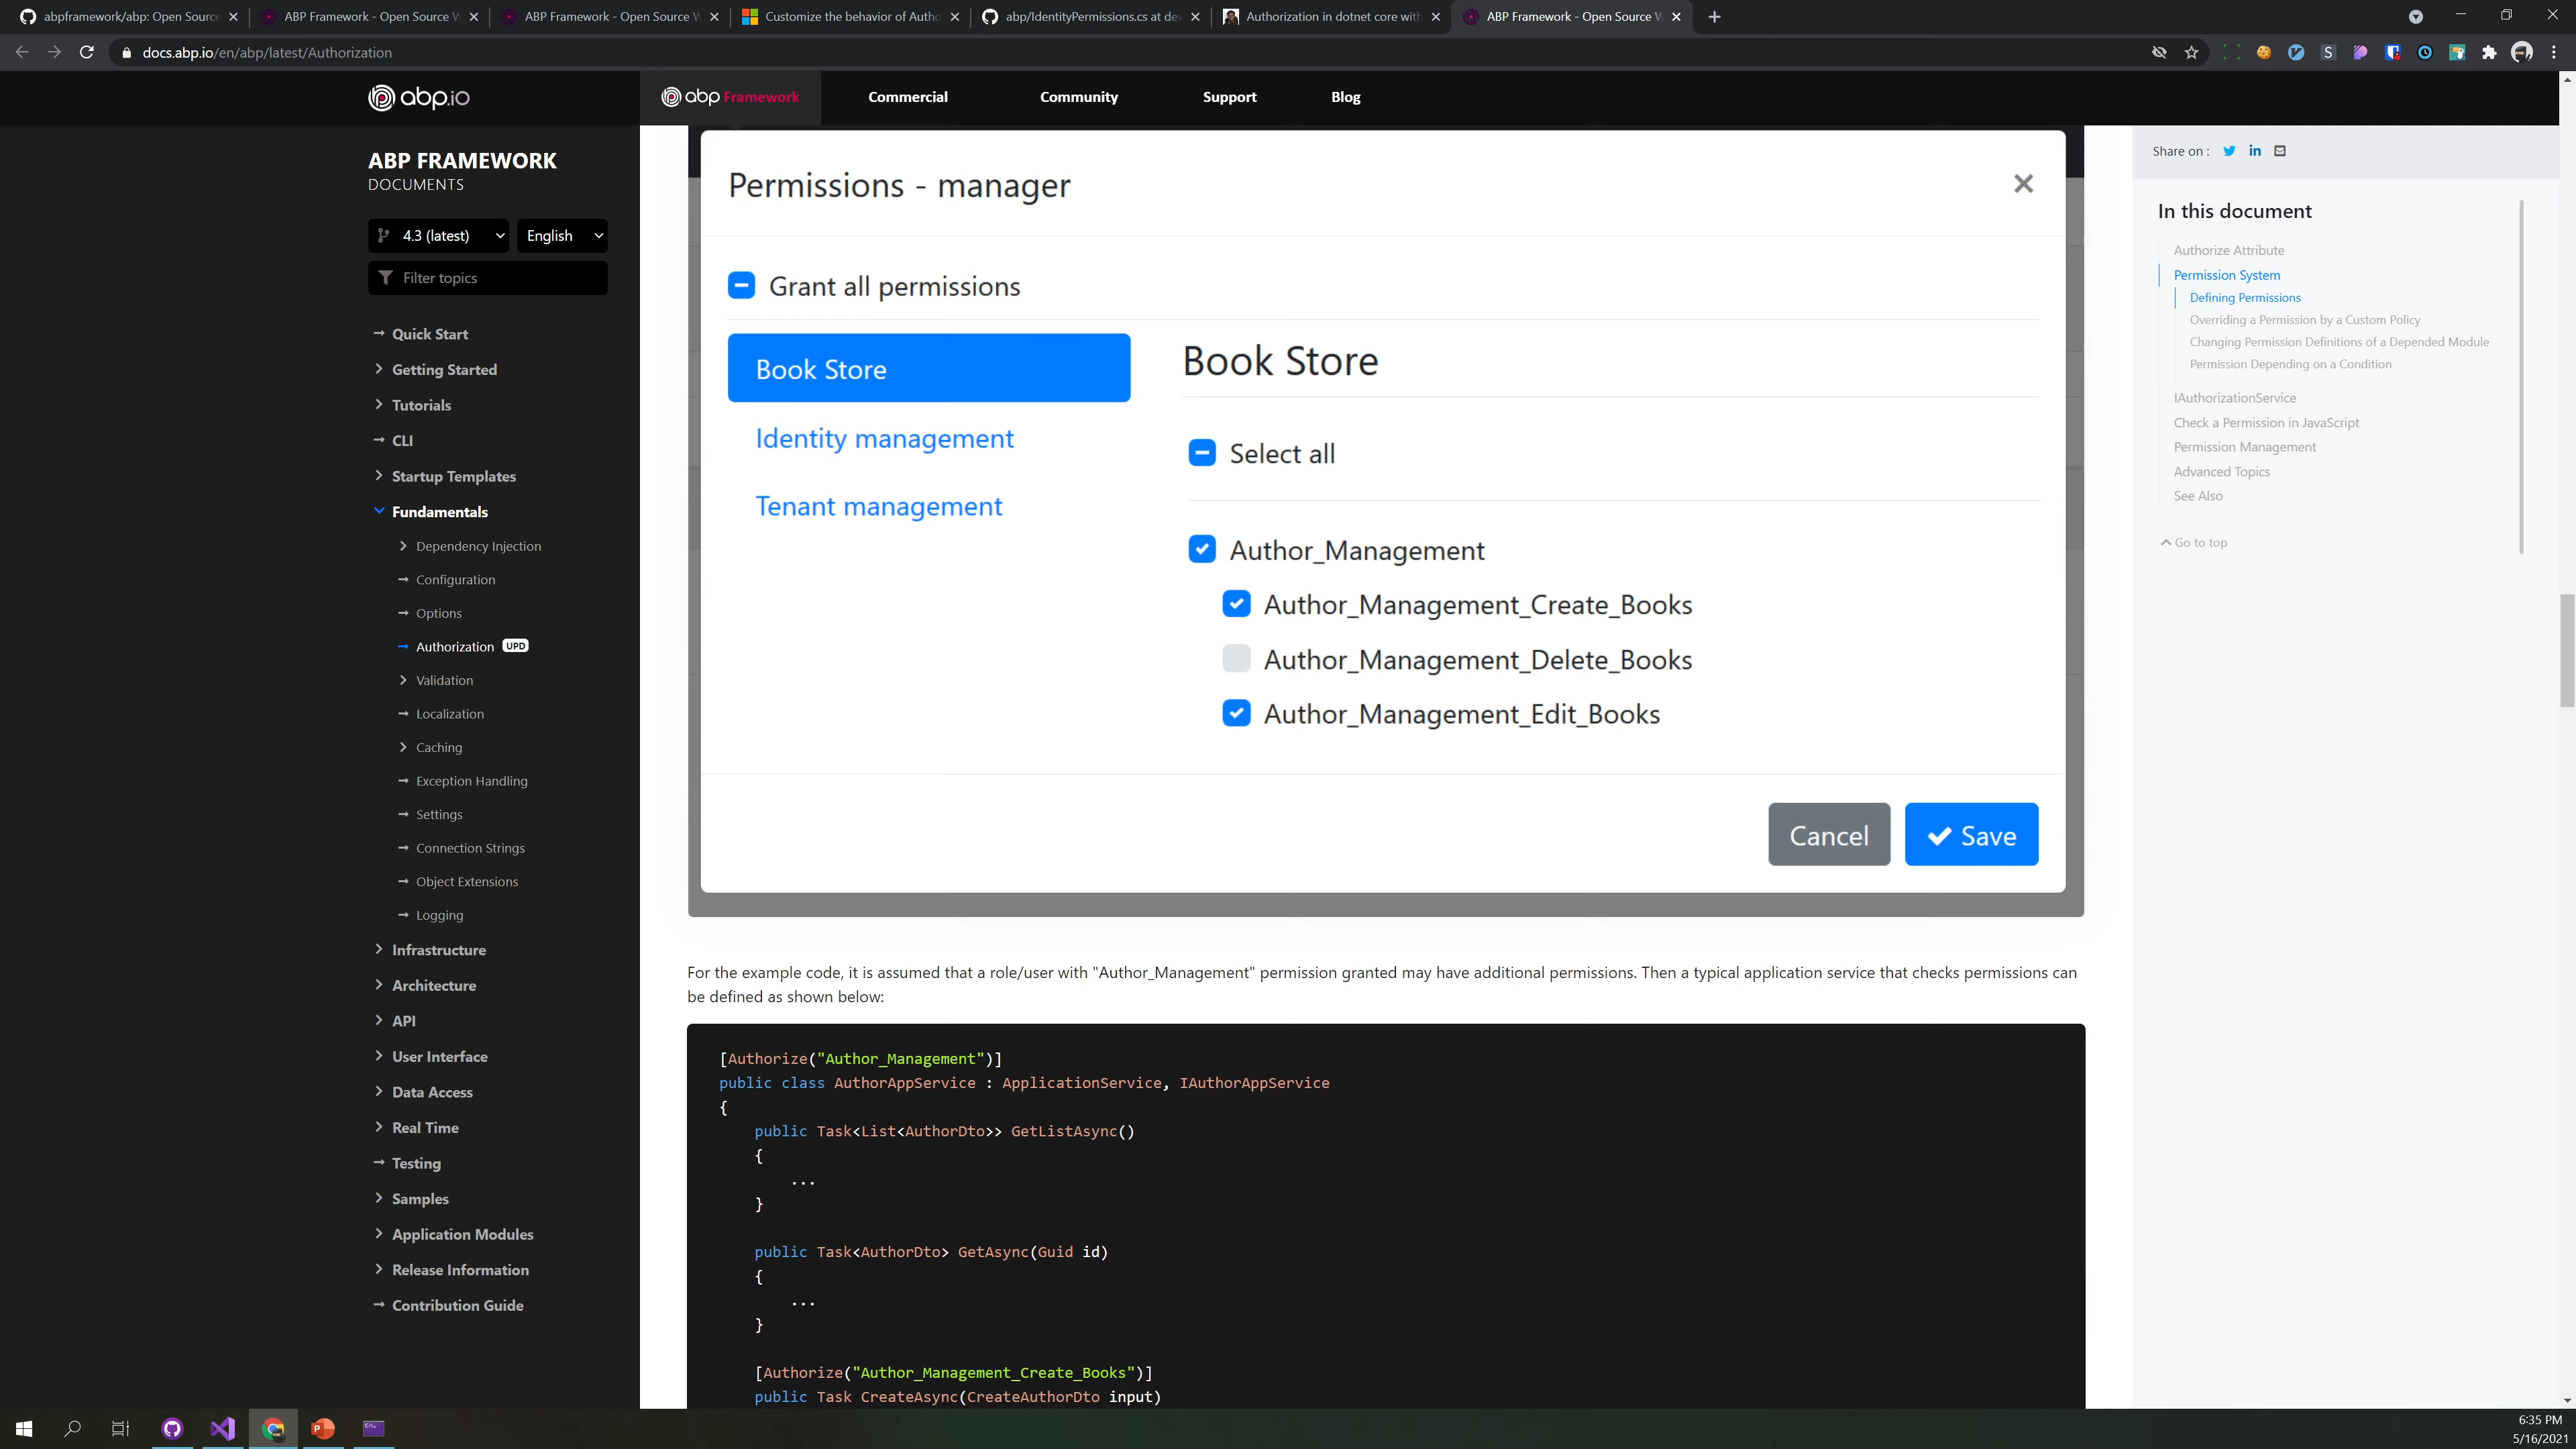 abpframework/abp: Open Source
ABP Framework - Open Source W
ABP Framework - Open Source W
Customize the behavior of Autho
abp/IdentityPermissions.cs at dev
Authorization in dotnet core with
ABP Framework - Open Source W
docs.abp.io/en/abp/latest/Authorization
abp.io
abp Framework
Commercial
Community
Support
Blog
ABP FRAMEWORK
DOCUMENTS
4.3 (latest)
English
Filter topics
Quick Start
Getting Started
Tutorials
CLI
Startup Templates
Fundamentals
Dependency Injection
Configuration
Options
Authorization UPD
Validation
Localization
Caching
Exception Handling
Settings
Connection Strings
Object Extensions
Logging
Infrastructure
Architecture
API
User Interface
Data Access
Real Time
Testing
Samples
Application Modules
Release Information
Contribution Guide
Permissions - manager
Grant all permissions
Book Store
Identity management
Tenant management
Book Store
Select all
Author_Management
Author_Management_Create_Books
Author_Management_Delete_Books
Author_Management_Edit_Books
Cancel
Save
For the example code, it is assumed that a role/user with "Author_Management" permission granted may have additional permissions. Then a typical application service that checks permissions can
be defined as shown below:
[Authorize("Author_Management")]
public class AuthorAppService : ApplicationService, IAuthorAppService
{
public Task<List<AuthorDto>> GetListAsync()
{
...
}
public Task<AuthorDto> GetAsync(Guid id)
{
...
}
[Authorize("Author_Management_Create_Books")]
public Task CreateAsync(CreateAuthorDto input)
Share on :
In this document
Authorize Attribute
Permission System
Defining Permissions
Overriding a Permission by a Custom Policy
Changing Permission Definitions of a Depended Module
Permission Depending on a Condition
IAuthorizationService
Check a Permission in JavaScript
Permission Management
Advanced Topics
See Also
Go to top
6:35 PM
5/16/2021